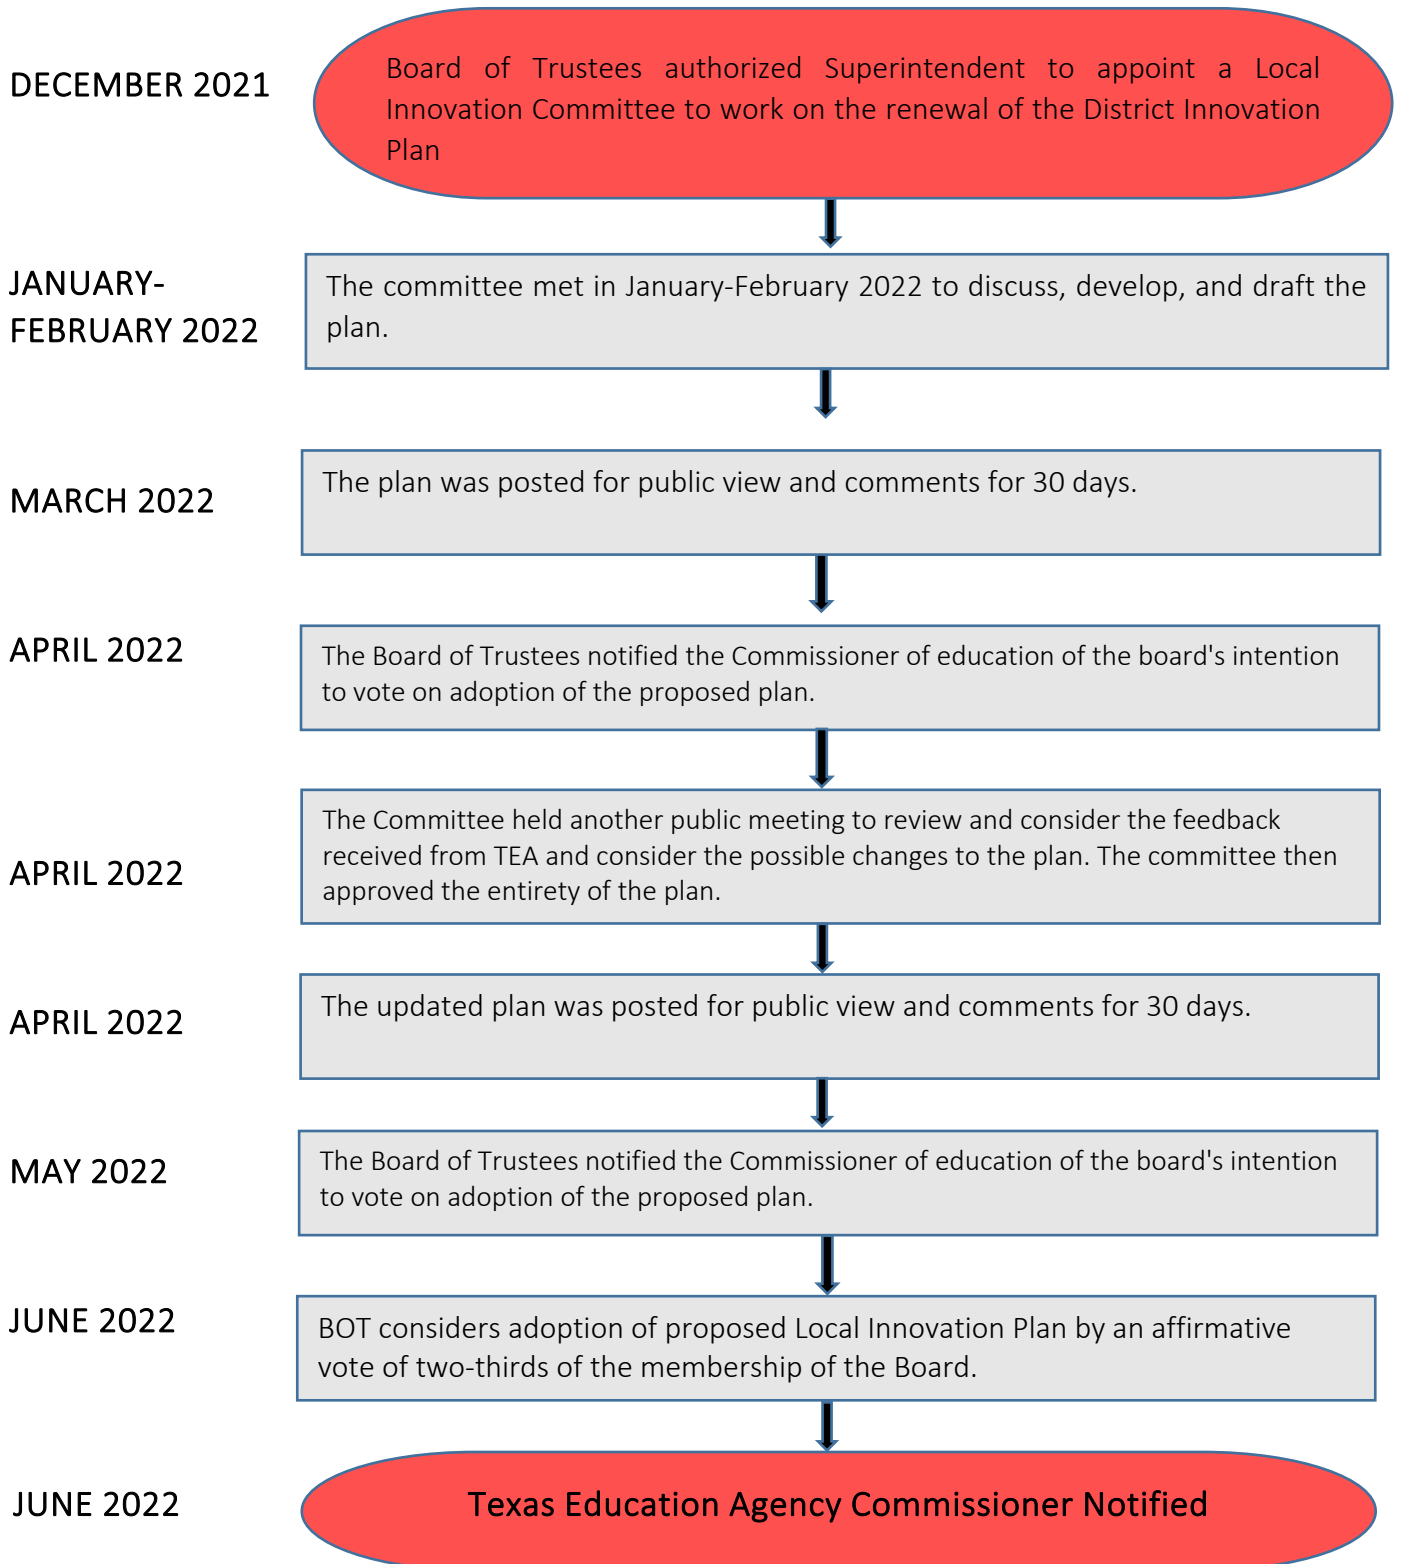 DECEMBER 2021
Board of Trustees authorized Superintendent to appoint a Local
Innovation Committee to work on the renewal of the District Innovation
Plan
JANUARY-
FEBRUARY 2022
The committee met in January-February 2022 to discuss, develop, and draft the
plan.
MARCH 2022
The plan was posted for public view and comments for 30 days.
APRIL 2022
The Board of Trustees notified the Commissioner of education of the board's intention
to vote on adoption of the proposed plan.
APRIL 2022
The Committee held another public meeting to review and consider the feedback
received from TEA and consider the possible changes to the plan. The committee then
approved the entirety of the plan.
APRIL 2022
The updated plan was posted for public view and comments for 30 days.
MAY 2022
The Board of Trustees notified the Commissioner of education of the board's intention
to vote on adoption of the proposed plan.
JUNE 2022
BOT considers adoption of proposed Local Innovation Plan by an affirmative
vote of two-thirds of the membership of the Board.
JUNE 2022
Texas Education Agency Commissioner Notified